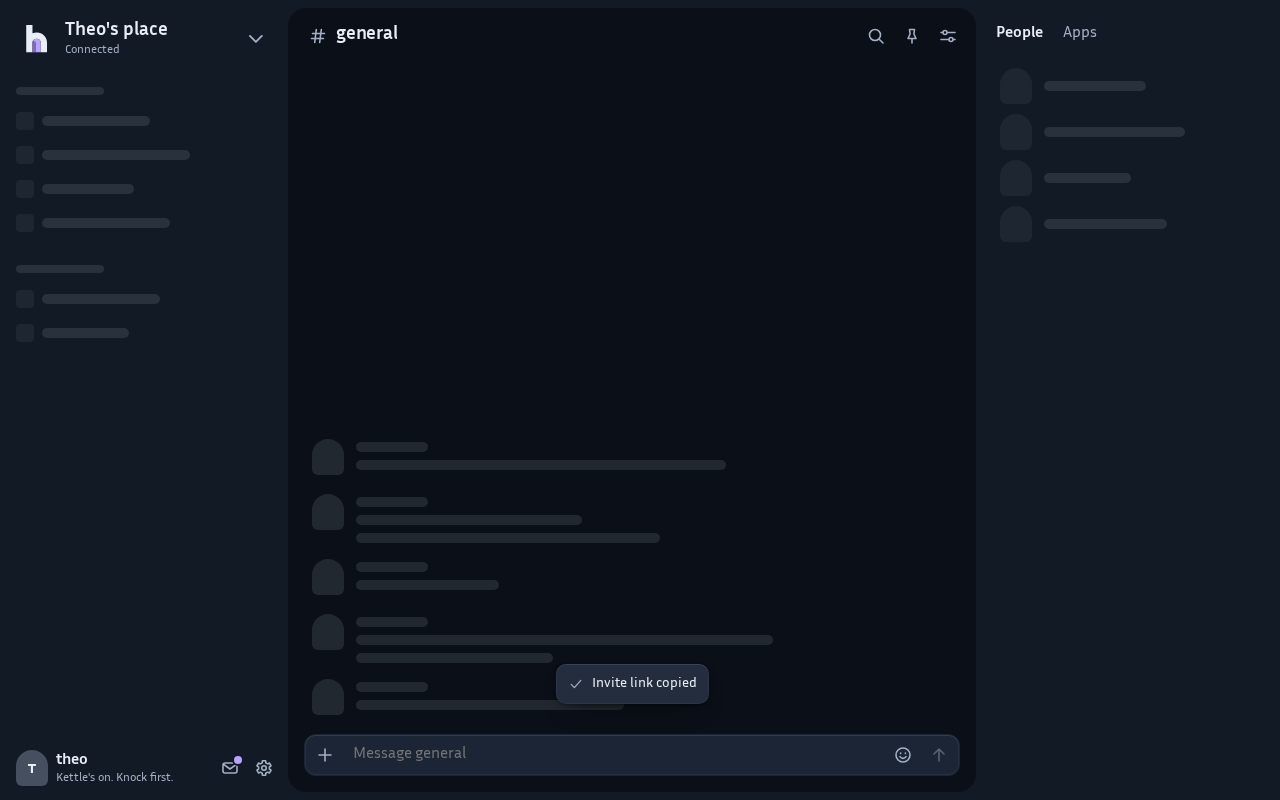 Theo's place
Connected
# general
People Apps
Invite link copied
Message general
T
theo
Kettle's on. Knock first.